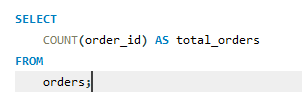 SELECT
    COUNT(order_id) AS total_orders
FROM
    orders;